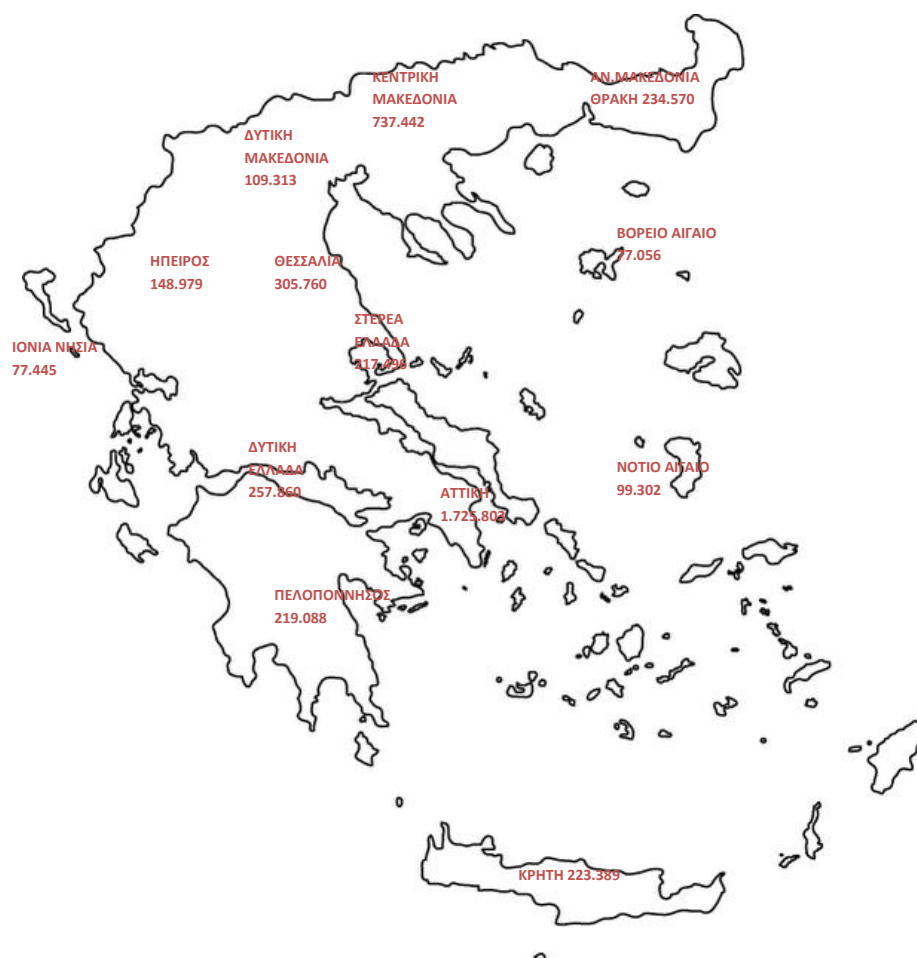 ΚΕΝΤΡΙΚΗ
ΜΑΚΕΔΟΝΙΑ
737.442
ΑΝ.ΜΑΚΕΔΟΝΙΑ
ΘΡΑΚΗ 234.570
ΔΥΤΙΚΗ
ΜΑΚΕΔΟΝΙΑ
109.313
ΒΟΡΕΙΟ ΑΙΓΑΙΟ
77.056
ΗΠΕΙΡΟΣ
148.979
ΘΕΣΣΑΛΙΑ
305.760
ΣΤΕΡΕΑ
ΕΛΛΑΔΑ
217.496
ΙΟΝΙΑ ΝΗΣΙΑ
77.445
ΔΥΤΙΚΗ
ΕΛΛΑΔΑ
257.860
ΑΤΤΙΚΗ
1.725.803
ΝΟΤΙΟ ΑΙΓΑΙΟ
99.302
ΠΕΛΟΠΟΝΝΗΣΟΣ
219.088
ΚΡΗΤΗ 223.389